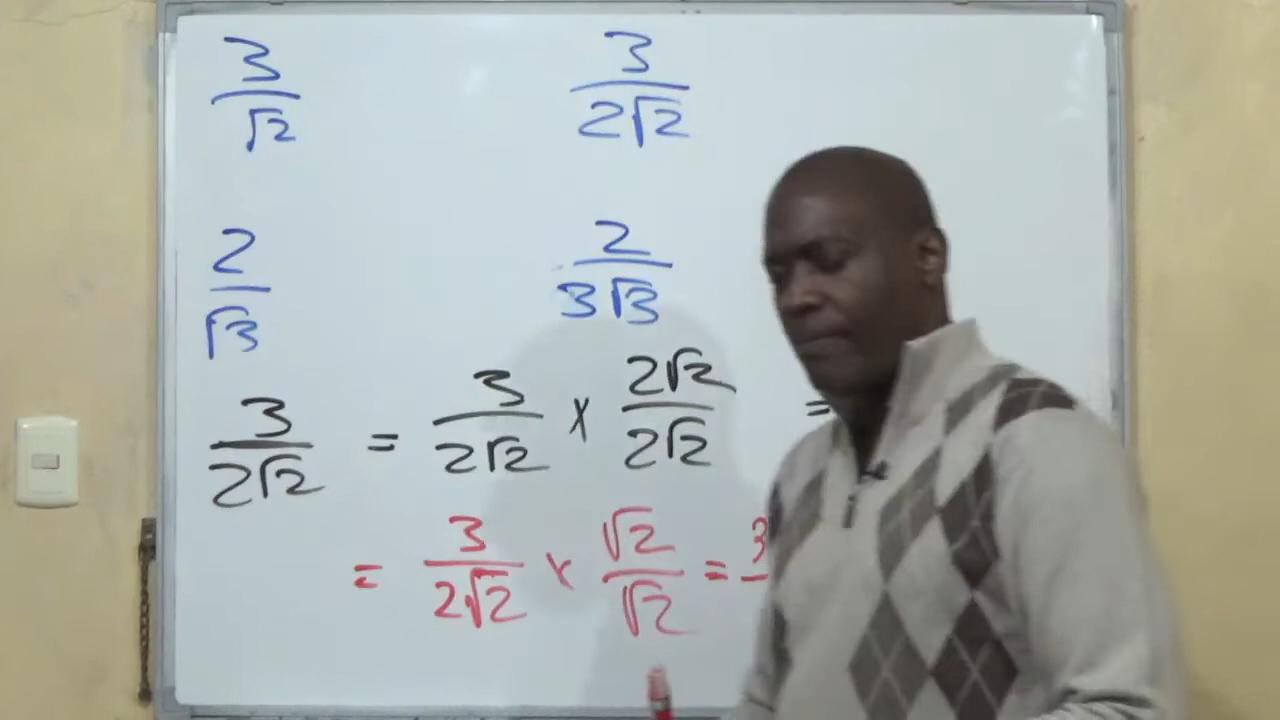 3/√2    3/(2√2)
2/√3    2/(3√3)
3/(2√2) = 3/(2√2) × (2√2)/(2√2) =
= 3/(2√2) × √2/√2 = 3